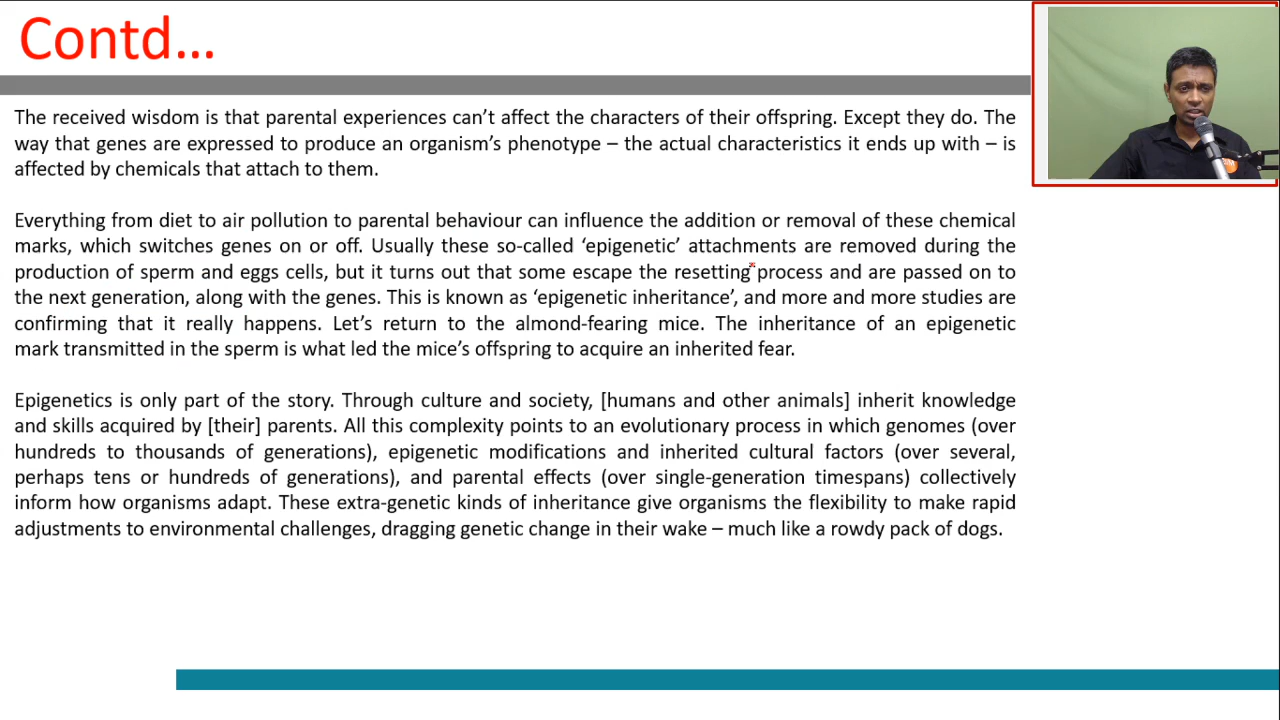 Contd...
The received wisdom is that parental experiences can’t affect the characters of their offspring. Except they do. The
way that genes are expressed to produce an organism’s phenotype – the actual characteristics it ends up with – is
affected by chemicals that attach to them.
Everything from diet to air pollution to parental behaviour can influence the addition or removal of these chemical
marks, which switches genes on or off. Usually these so-called ‘epigenetic’ attachments are removed during the
production of sperm and eggs cells, but it turns out that some escape the resetting process and are passed on to
the next generation, along with the genes. This is known as ‘epigenetic inheritance’, and more and more studies are
confirming that it really happens. Let’s return to the almond-fearing mice. The inheritance of an epigenetic
mark transmitted in the sperm is what led the mice’s offspring to acquire an inherited fear.
Epigenetics is only part of the story. Through culture and society, [humans and other animals] inherit knowledge
and skills acquired by [their] parents. All this complexity points to an evolutionary process in which genomes (over
hundreds to thousands of generations), epigenetic modifications and inherited cultural factors (over several,
perhaps tens or hundreds of generations), and parental effects (over single-generation timespans) collectively
inform how organisms adapt. These extra-genetic kinds of inheritance give organisms the flexibility to make rapid
adjustments to environmental challenges, dragging genetic change in their wake – much like a rowdy pack of dogs.